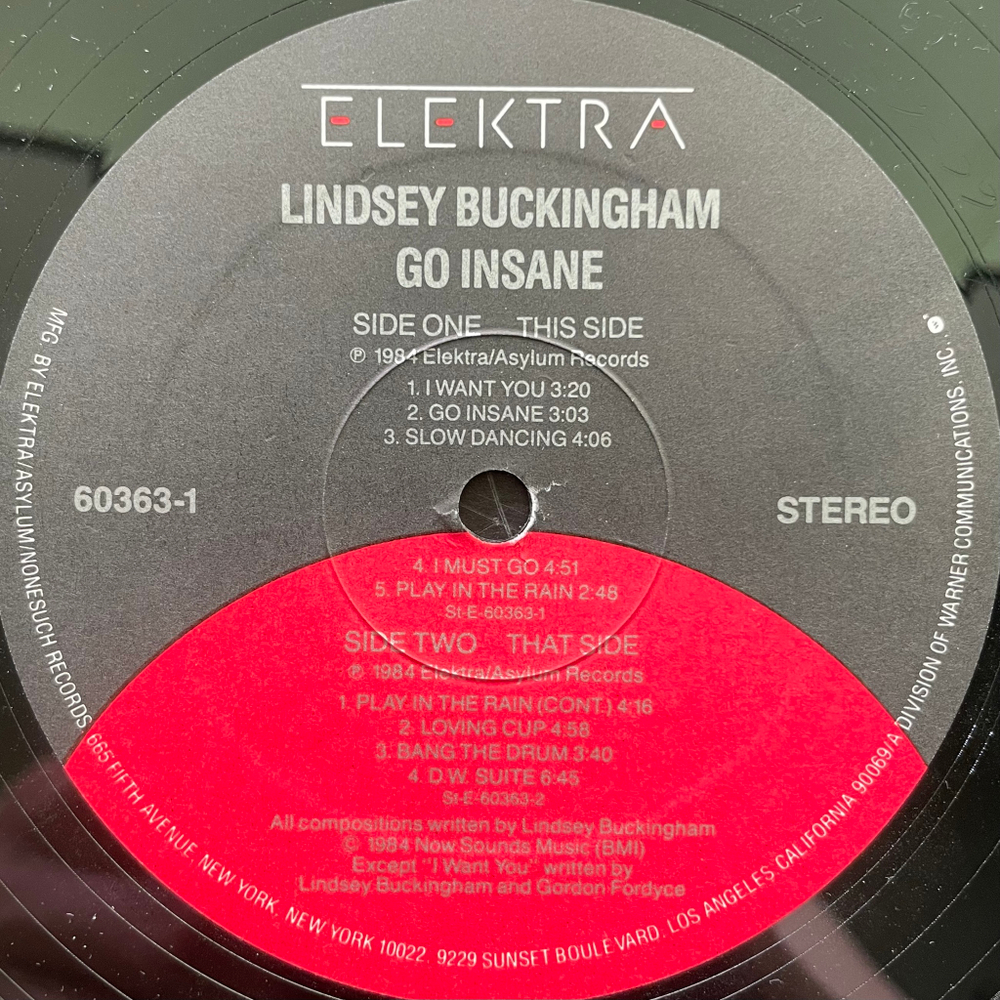 ELEKTRA
LINDSEY BUCKINGHAM
GO INSANE
SIDE ONE THIS SIDE
℗ 1984 Elektra/Asylum Records
1. I WANT YOU 3:20
2. GO INSANE 3:03
3. SLOW DANCING 4:06
60363-1
STEREO
4. I MUST GO 4:51
5. PLAY IN THE RAIN 2:48
St-E-60363-1
SIDE TWO THAT SIDE
℗ 1984 Elektra/Asylum Records
1. PLAY IN THE RAIN (CONT.) 4:16
2. LOVING CUP 4:58
3. BANG THE DRUM 3:40
4. D.W. SUITE 6:45
St-E-60363-2
All compositions written by Lindsey Buckingham
© 1984 Now Sounds Music (BMI)
Except "I Want You" written by
Lindsey Buckingham and Gordon Fordyce
MFG. BY ELEKTRA/ASYLUM/NONESUCH RECORDS, 665 FIFTH AVENUE, NEW YORK, NEW YORK 10022. 9229 SUNSET BOULEVARD, LOS ANGELES, CALIFORNIA 90069/A DIVISION OF WARNER COMMUNICATIONS, INC.